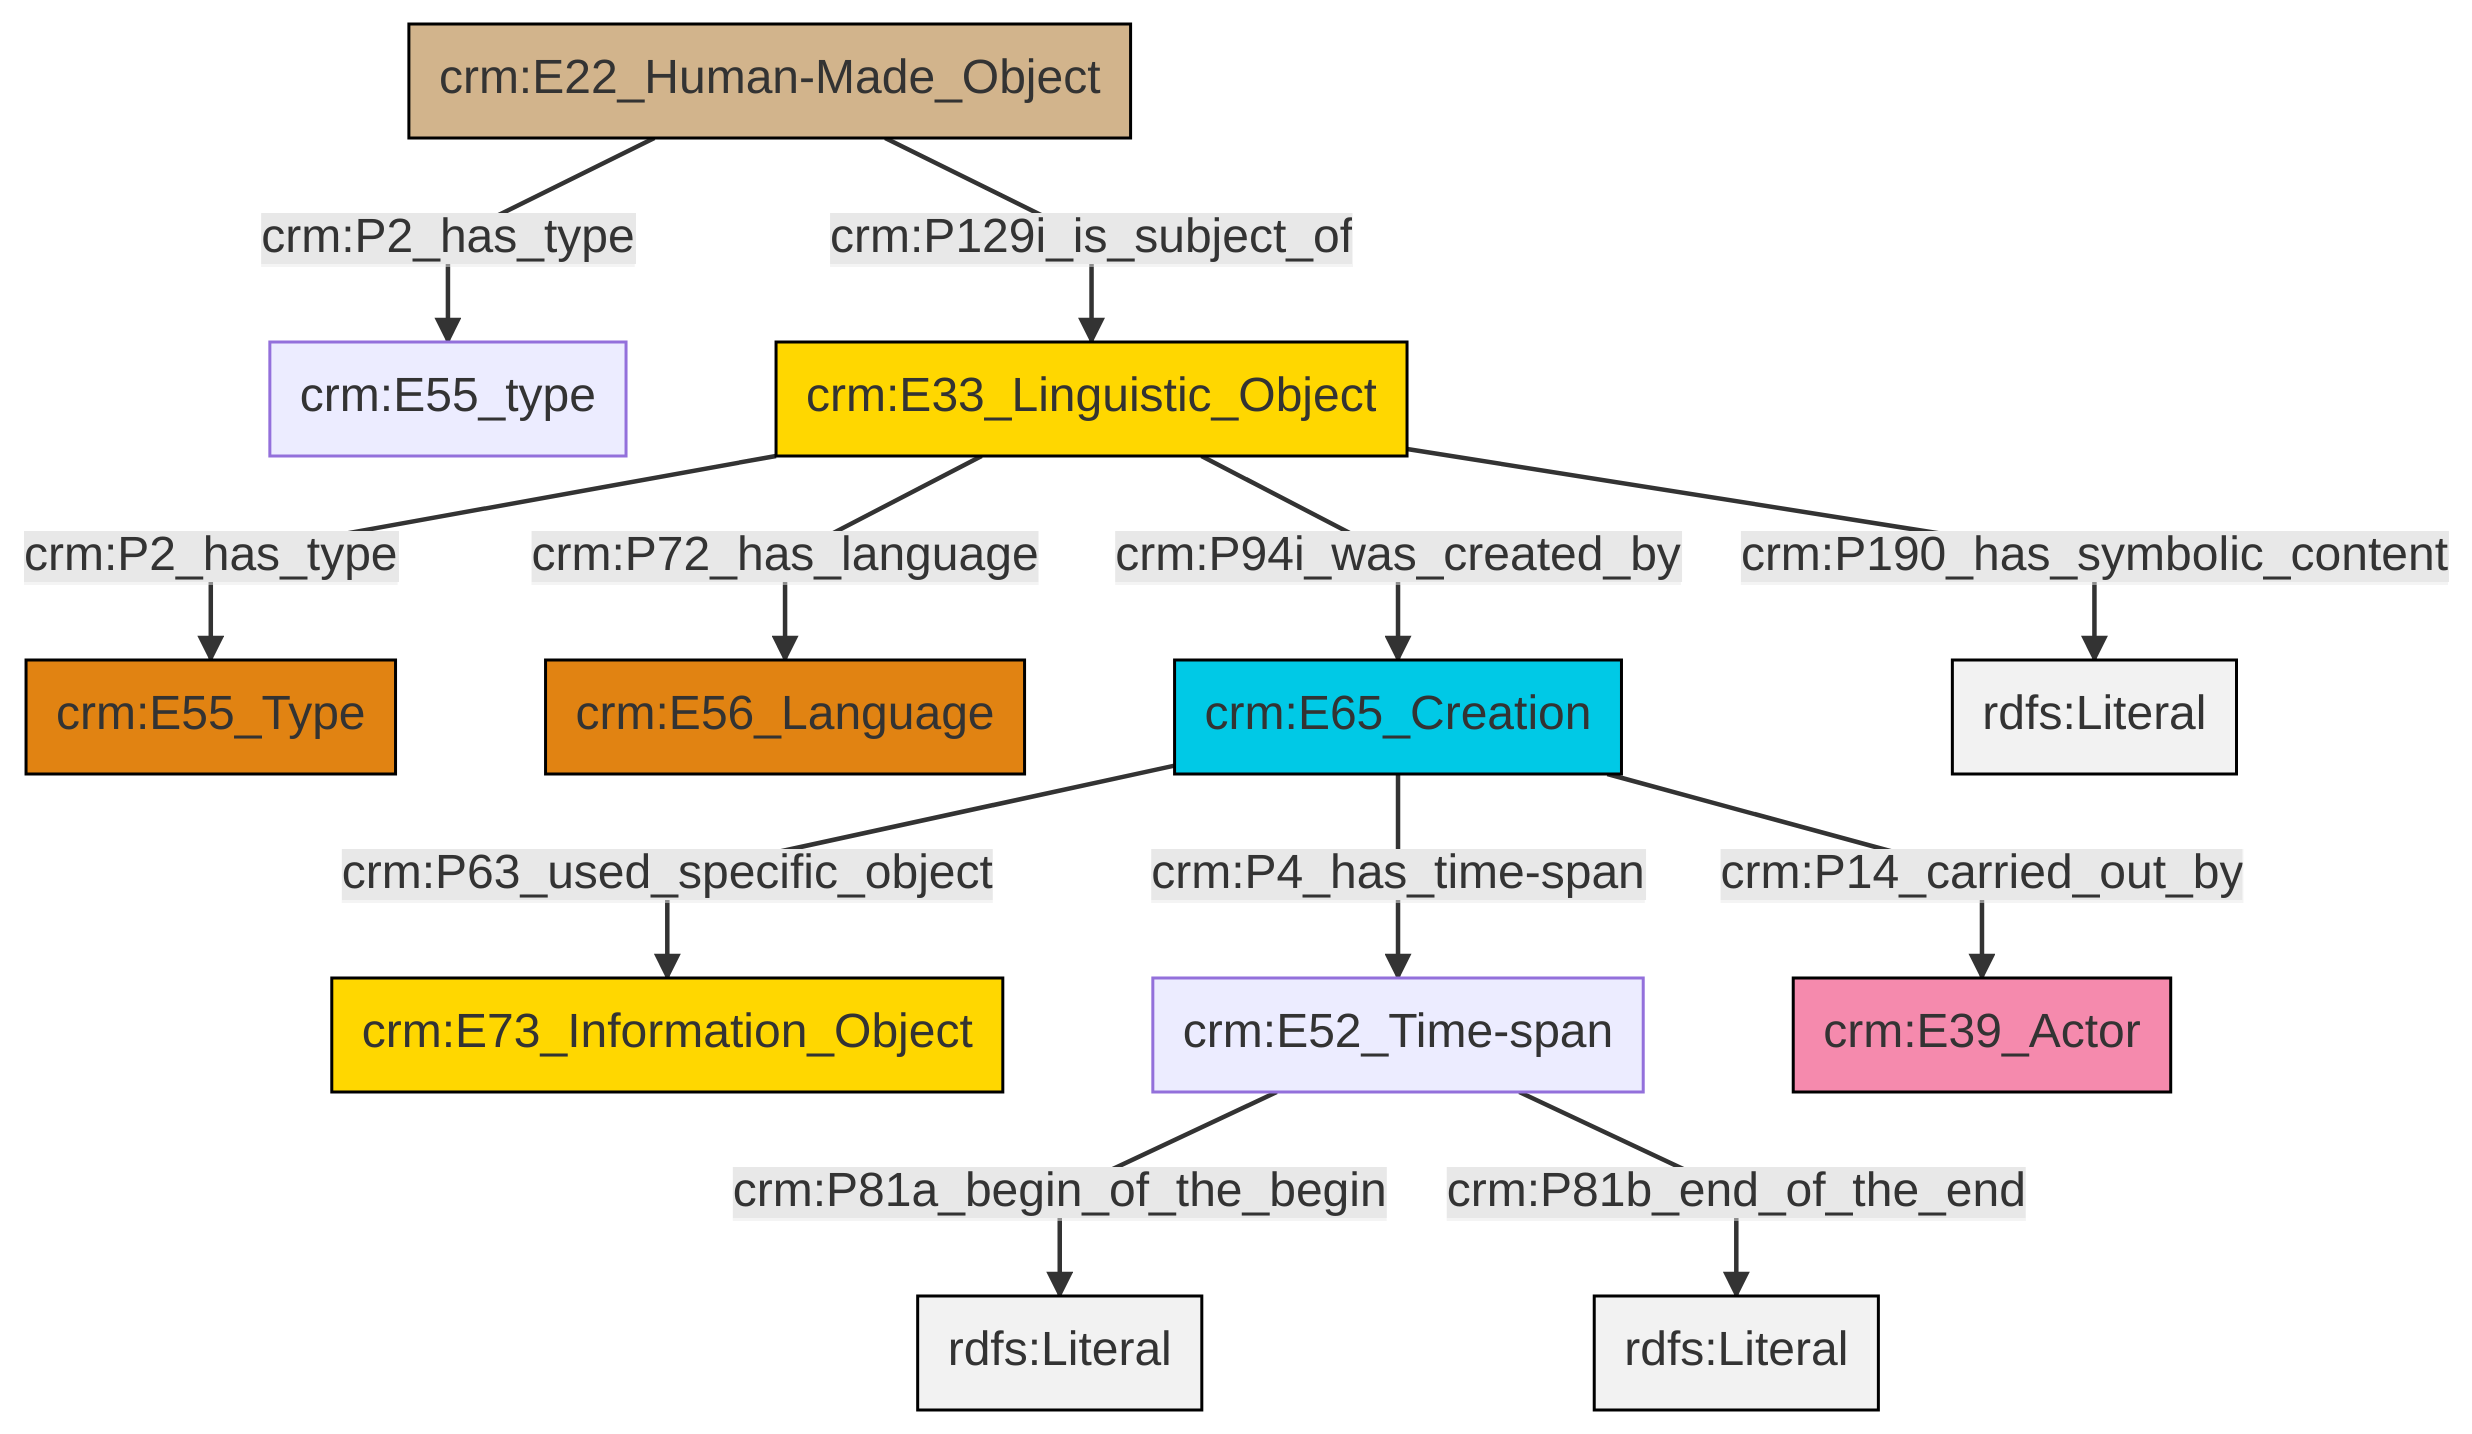 crm:E22_Human-Made_Object
crm:P2_has_type
crm:P129i_is_subject_of
crm:E55_type
crm:E33_Linguistic_Object
crm:P2_has_type
crm:P72_has_language
crm:P94i_was_created_by
crm:P190_has_symbolic_content
crm:E55_Type
crm:E56_Language
crm:E65_Creation
rdfs:Literal
crm:P63_used_specific_object
crm:P4_has_time-span
crm:P14_carried_out_by
crm:E73_Information_Object
crm:E52_Time-span
crm:E39_Actor
crm:P81a_begin_of_the_begin
crm:P81b_end_of_the_end
rdfs:Literal
rdfs:Literal